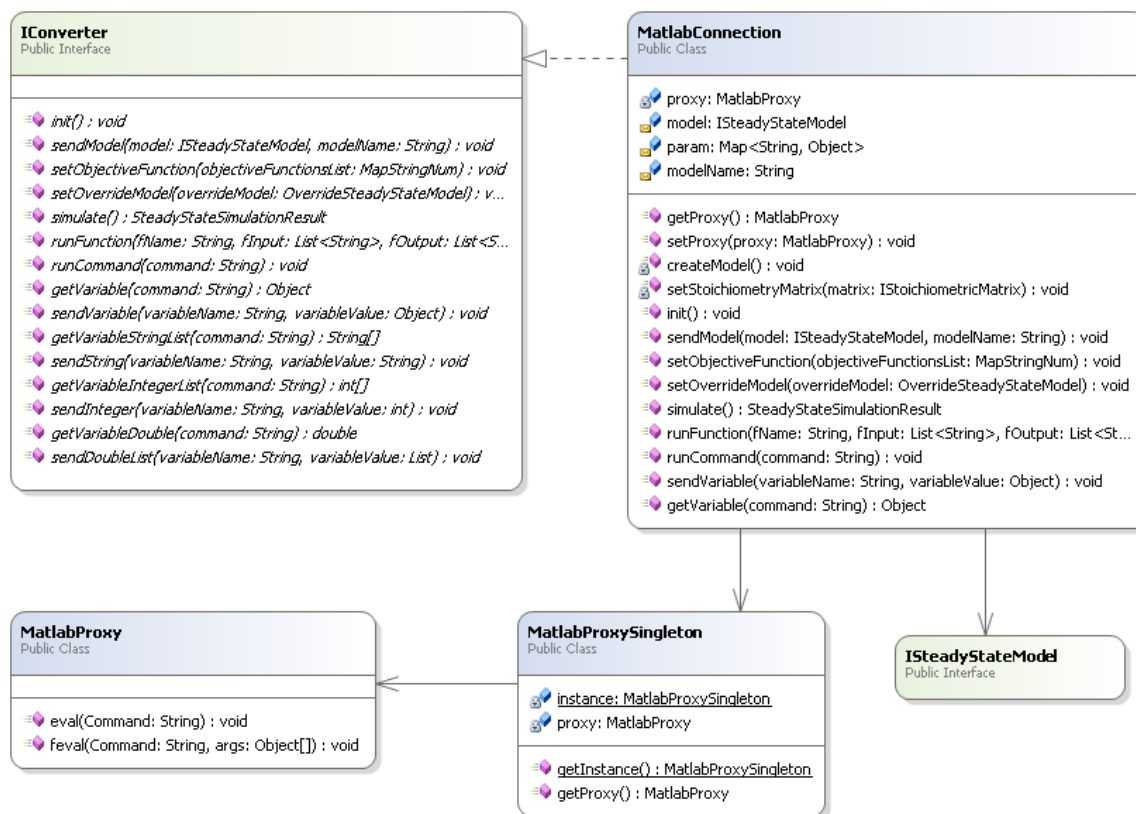 IConverter
Public Interface
init() : void
sendModel(model: ISteadyStateModel, modelName: String) : void
setObjectiveFunction(objectiveFunctionsList: MapStringNum) : void
setOverrideModel(overrideModel: OverrideSteadyStateModel) : v...
simulate() : SteadyStateSimulationResult
runFunction(fName: String, fInput: List<String>, fOutput: List<S...
runCommand(command: String) : void
getVariable(command: String) : Object
sendVariable(variableName: String, variableValue: Object) : void
getVariableStringList(command: String) : String[]
sendString(variableName: String, variableValue: String) : void
getVariableIntegerList(command: String) : int[]
sendInteger(variableName: String, variableValue: int) : void
getVariableDouble(command: String) : double
sendDoubleList(variableName: String, variableValue: List) : void
MatlabConnection
Public Class
proxy: MatlabProxy
model: ISteadyStateModel
param: Map<String, Object>
modelName: String
getProxy() : MatlabProxy
setProxy(proxy: MatlabProxy) : void
createModel() : void
setStoichiometryMatrix(matrix: IStoichiometricMatrix) : void
init() : void
sendModel(model: ISteadyStateModel, modelName: String) : void
setObjectiveFunction(objectiveFunctionsList: MapStringNum) : void
setOverrideModel(overrideModel: OverrideSteadyStateModel) : void
simulate() : SteadyStateSimulationResult
runFunction(fName: String, fInput: List<String>, fOutput: List<St...
runCommand(command: String) : void
sendVariable(variableName: String, variableValue: Object) : void
getVariable(command: String) : Object
MatlabProxy
Public Class
eval(Command: String) : void
feval(Command: String, args: Object[]) : void
MatlabProxySingleton
Public Class
instance: MatlabProxySingleton
proxy: MatlabProxy
getInstance() : MatlabProxySingleton
getProxy() : MatlabProxy
ISteadyStateModel
Public Interface